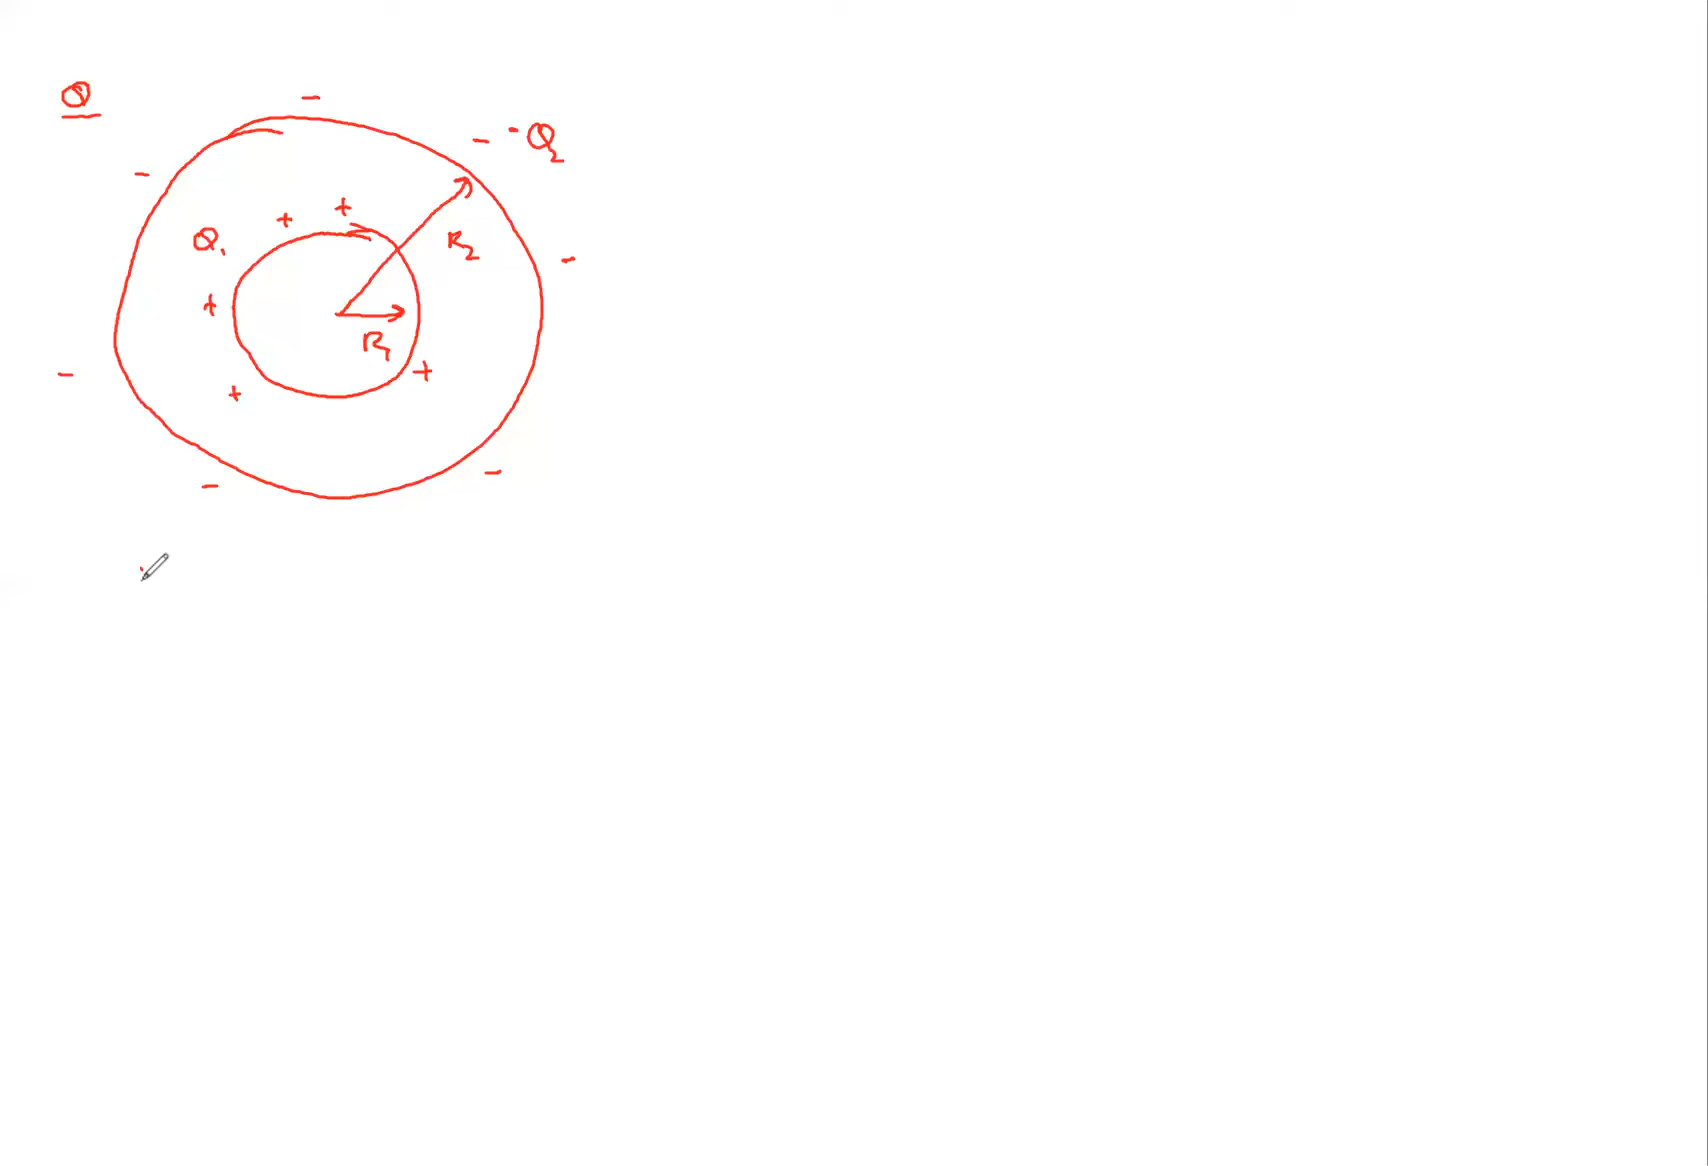 Q
-
- -Q2
-
+ +
Q1
R2
-
+
R1
+
- +
-
-